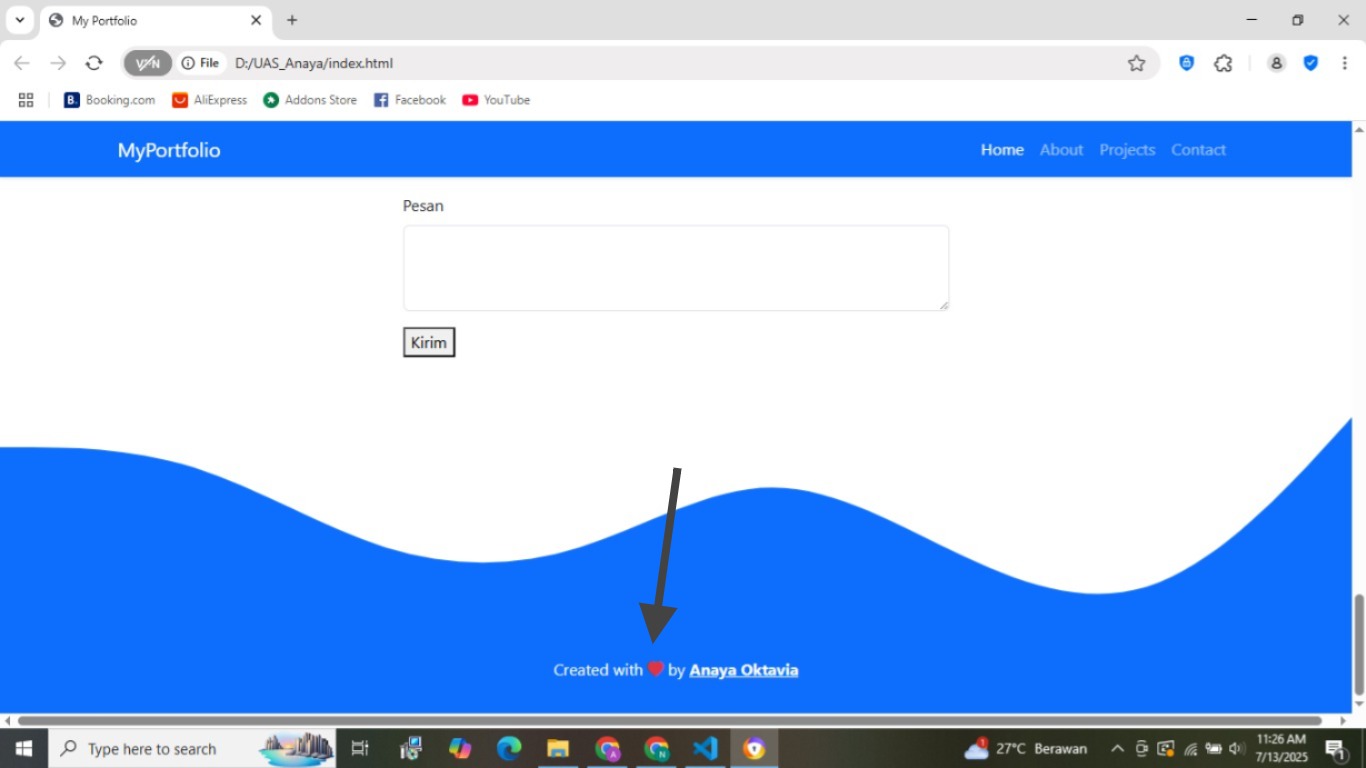 My Portfolio
VPN File D:/UAS_Anaya/index.html
Booking.com AliExpress Addons Store Facebook YouTube
MyPortfolio Home About Projects Contact
Pesan
Kirim
Created with ❤ by Anaya Oktavia
Type here to search 27°C Berawan 11:26 AM
7/13/2025